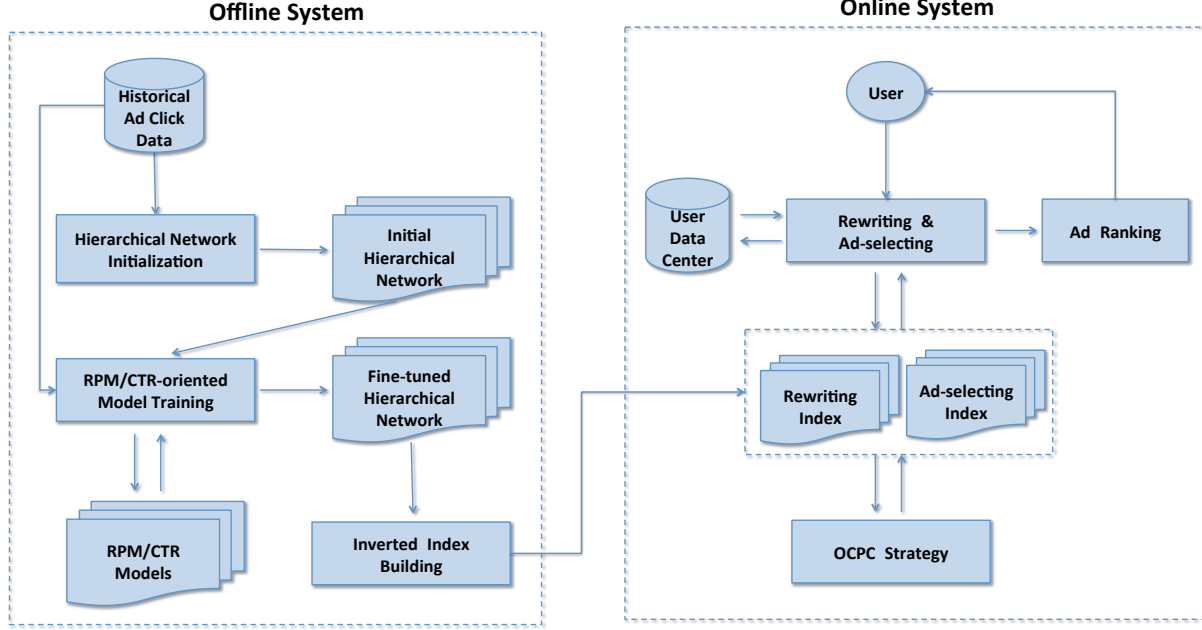 Offline System
Historical
Ad Click
Data
Hierarchical Network
Initialization
Initial
Hierarchical
Network
RPM/CTR-oriented
Model Training
Fine-tuned
Hierarchical
Network
RPM/CTR
Models
Inverted Index
Building
Online System
User
User
Data
Center
Rewriting &
Ad-selecting
Ad Ranking
Rewriting
Index
Ad-selecting
Index
OCPC Strategy